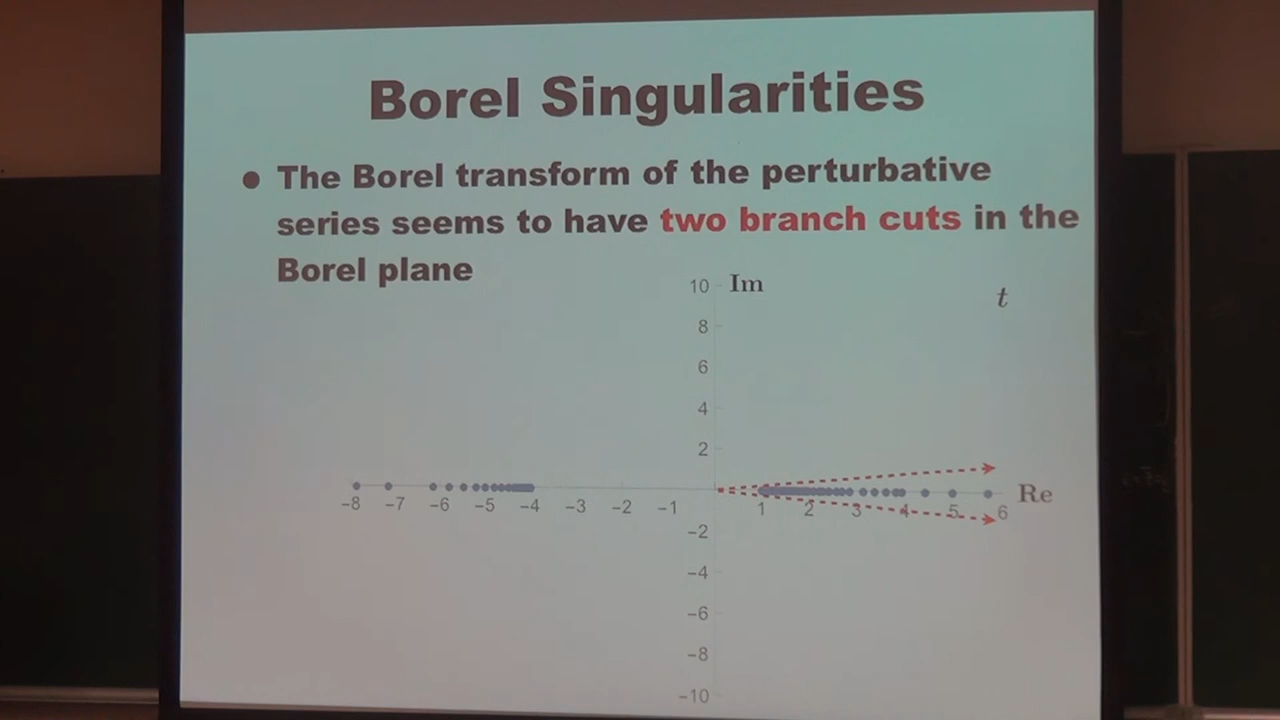 Borel Singularities
• The Borel transform of the perturbative
series seems to have two branch cuts in the
Borel plane
10 Im
t
8
6
4
2
Re
-8 -7 -6 -5 -4 -3 -2 -1 1 2 3 4 5 6
-2
-4
-6
-8
-10